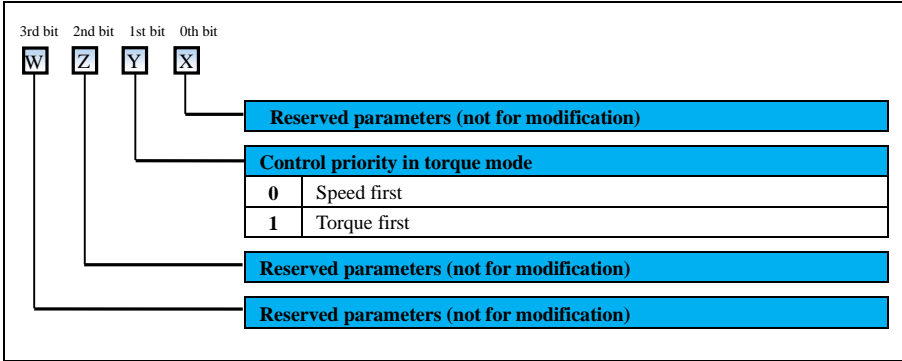 3rd bit 2nd bit 1st bit 0th bit
W Z Y X
Reserved parameters (not for modification)
Control priority in torque mode
0 Speed first
1 Torque first
Reserved parameters (not for modification)
Reserved parameters (not for modification)